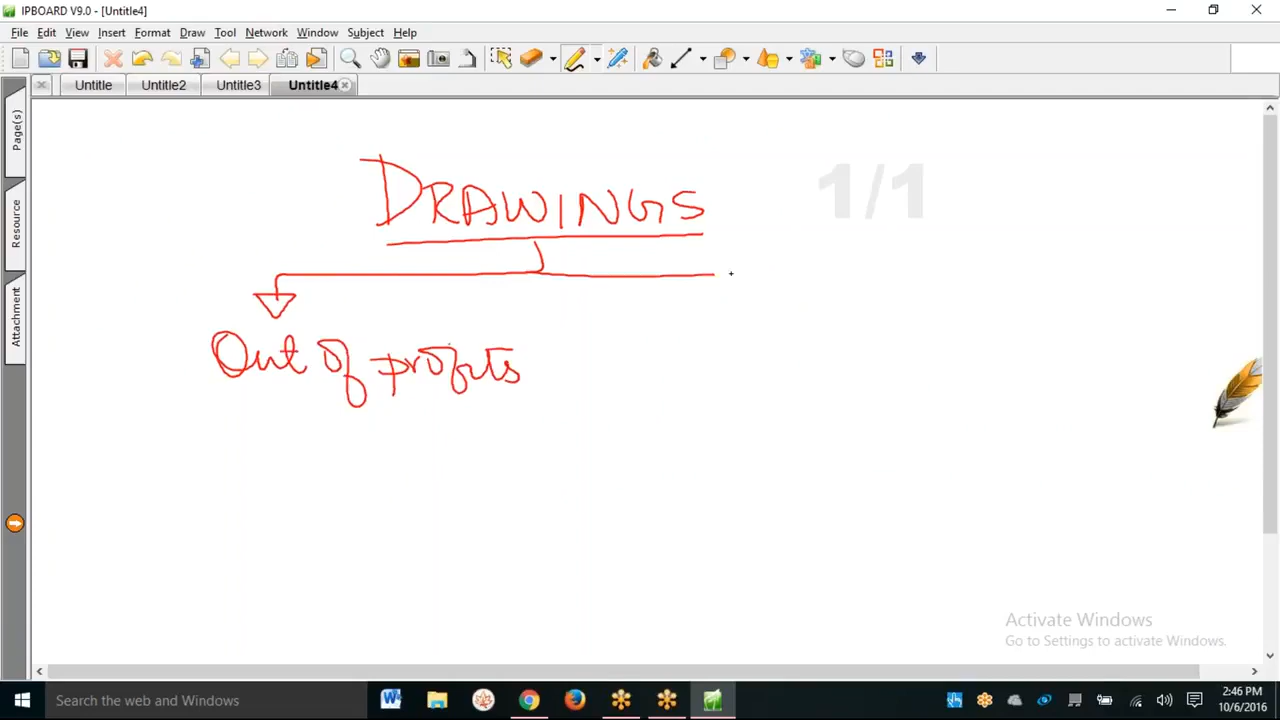 IPBOARD V9.0 - [Untitle4]
File Edit View Insert Format Draw Tool Network Window Subject Help
Untitle Untitle2 Untitle3 Untitle4
Page(s)
Resource
Attachment
1/1
DRAWINGS
Out of profits
Activate Windows
Go to Settings to activate Windows.
Search the web and Windows
2:46 PM
10/6/2016